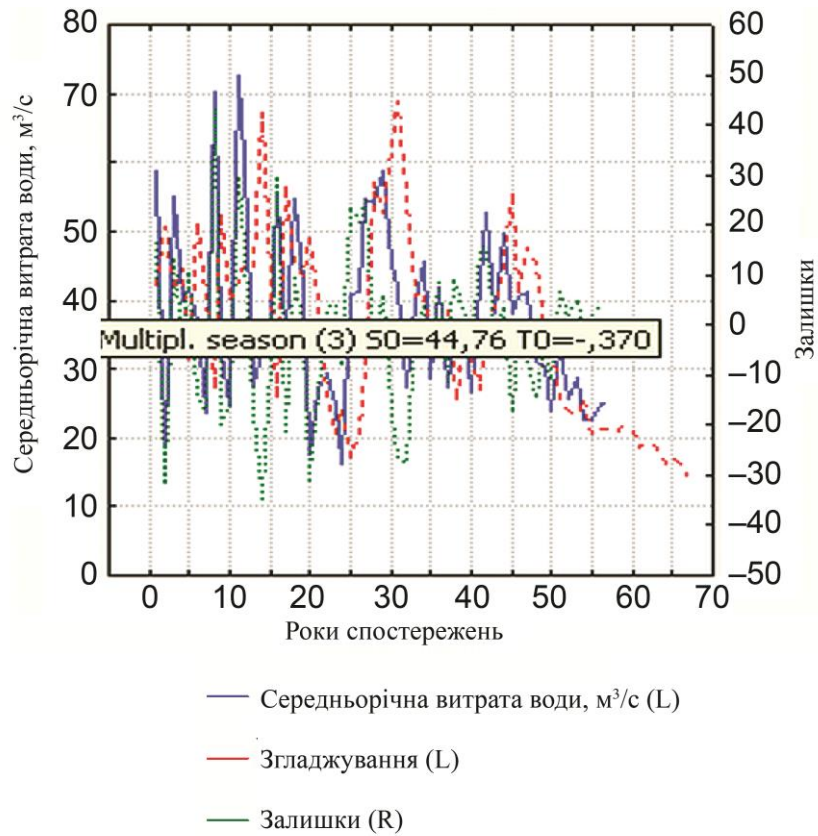 Середньорічна витрата води, м³/с
80
70
50
40
30
20
10
0
Multipl. season (3) S0=44,76 T0=-,370
60
50
40
30
20
10
0
–10
–20
–30
–40
–50
Залишки
0 10 20 30 40 50 60 70
Роки спостережень
Середньорічна витрата води, м³/с (L)
Згладжування (L)
Залишки (R)